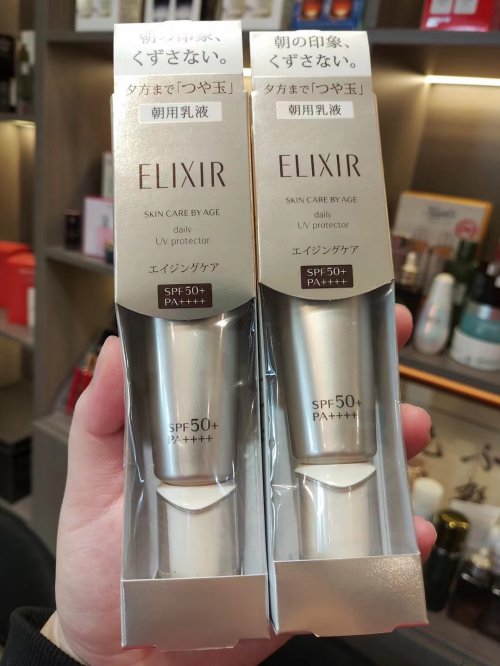 朝の印象、
くずさない。
夕方まで「つや玉」
朝用乳液
ELIXIR
SKIN CARE BY AGE
daily
UV protector
エイジングケア
SPF50+
PA++++
SPF50+
PA++++
朝の印象、
くずさない。
夕方まで「つや玉」
朝用乳液
ELIXIR
SKIN CARE BY AGE
daily
UV protector
エイジングケア
SPF50+
PA++++
SPF50+
PA++++